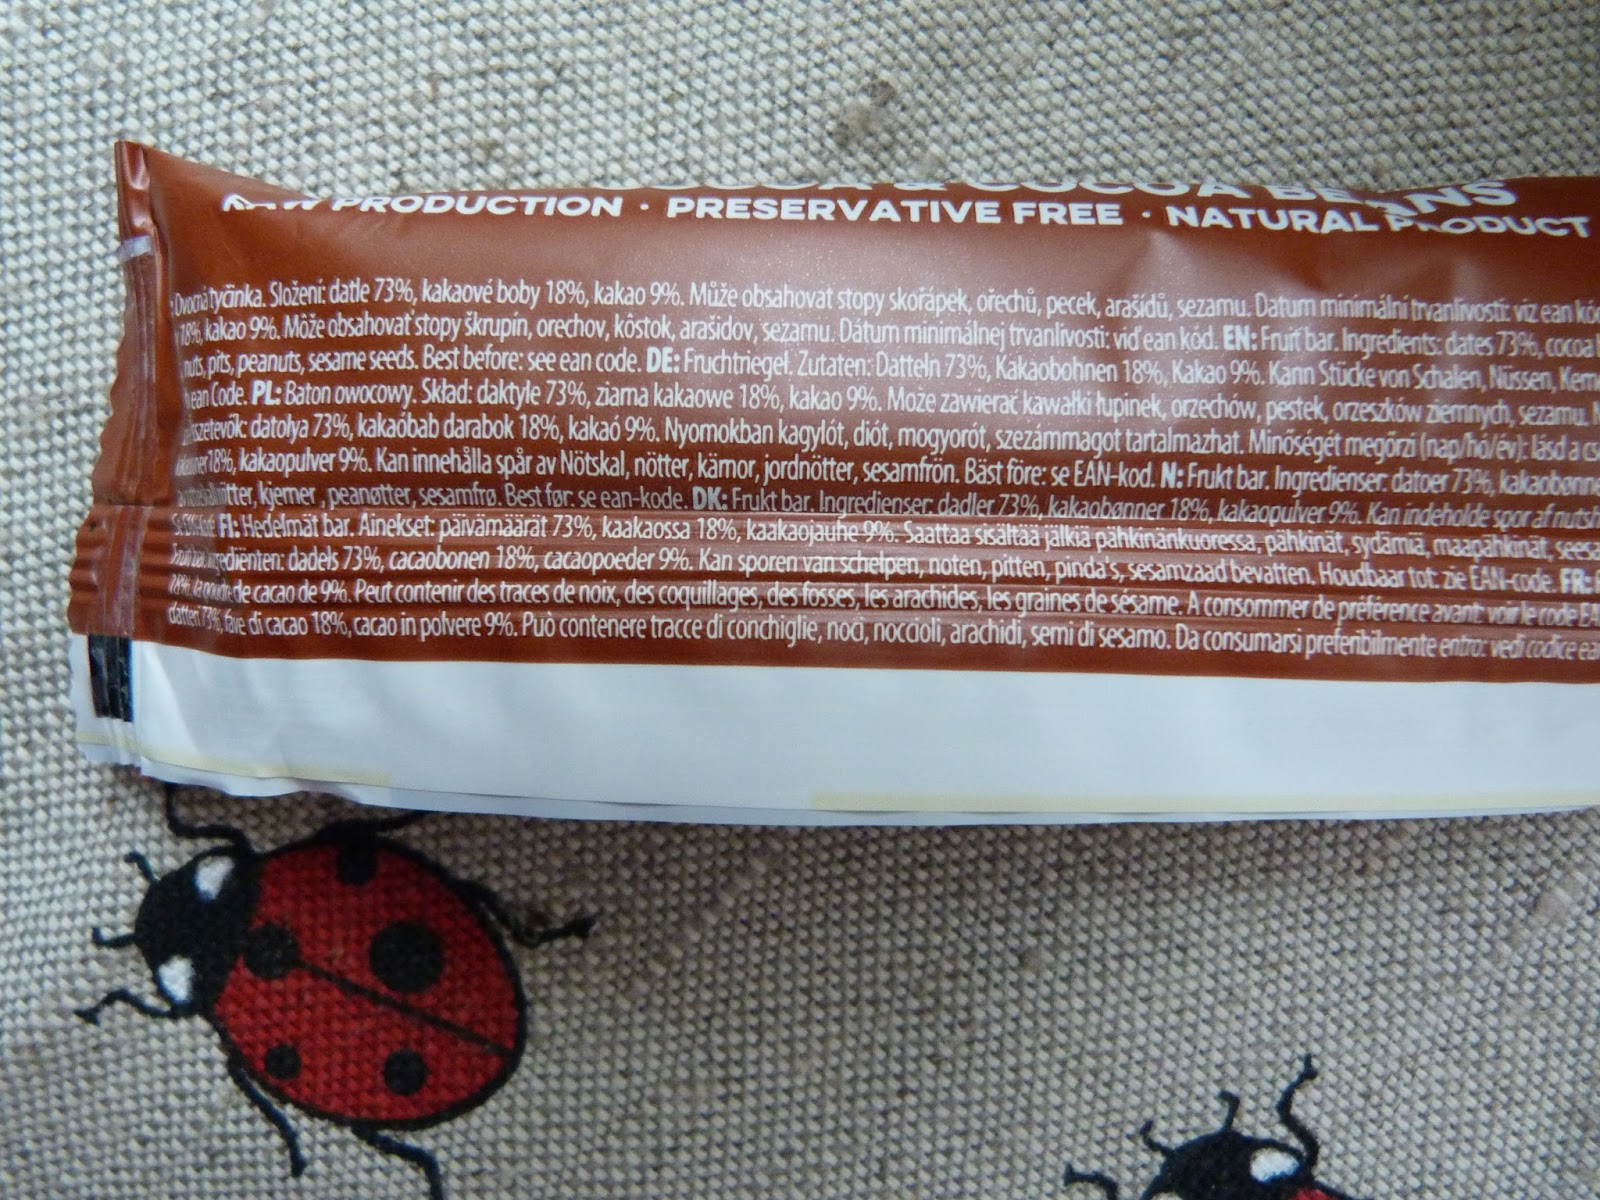 COCOA & COCOA BEANS
RAW PRODUCTION · PRESERVATIVE FREE · NATURAL PRODUCT
Ovocná tyčinka. Složení: datle 73%, kakaové boby 18%, kakao 9%. Může obsahovat stopy skořápek, ořechů, pecek, arašídů, sezamu. Datum minimální trvanlivosti: viz ean
18%, kakao 9%. Môže obsahovať stopy škrupín, orechov, kôstok, arašidov, sezamu. Dátum minimálnej trvanlivosti: viď ean kód. EN: Fruit bar. Ingredients: dates 73%, cocoa
nuts, pits, peanuts, sesame seeds. Best before: see ean code. DE: Fruchtriegel. Zutaten: Datteln 73%, Kakaobohnen 18%, Kakao 9%. Kann Stücke von Schalen, Nüssen,
ean Code. PL: Baton owocowy. Skład: daktyle 73%, ziarna kakaowe 18%, kakao 9%. Może zawierać kawałki łupinek, orzechów, pestek, orzeszków ziemnych, sezamu.
datolya 73%, kakaóbab darabok 18%, kakaó 9%. Nyomokban kagylót, diót, mogyorót, szezámmagot tartalmazhat. Minőségét megőrzi (nap/hó/év): lásd a
18%, kakaopulver 9%. Kan innehålla spår av Nötskal, nötter, kärnor, jordnötter, sesamfrön. Bäst före: se EAN-kod. N: Frukt bar. Ingredienser: datoer 73%,
kjerner, peanøtter, sesamfrø. Best før: se ean-kode. DK: Frukt bar. Ingredienser: dadler 73%, kakaobønner 18%, kakaopulver 9%. Kan indeholde spor af
FI: Hedelmät bar. Ainekset: päivämäärät 73%, kaakaossa 18%, kaakaojauhe 9%. Saattaa sisältää jälkiä pähkinänkuoressa, pähkinät, sydämiä, maapähkinät,
dadels 73%, cacaobonen 18%, cacaopoeder 9%. Kan sporen van schelpen, noten, pitten, pinda's, sesamzaad bevatten. Houdbaar tot: zie EAN-code. FR:
de cacao de 9%. Peut contenir des traces de noix, des coquillages, des fosses, les arachides, les graines de sésame. A consommer de préférence avant: voir le code
datteri 73%, fave di cacao 18%, cacao in polvere 9%. Può contenere tracce di conchiglie, noci, noccioli, arachidi, semi di sesamo. Da consumarsi preferibilmente entro: vedi codice